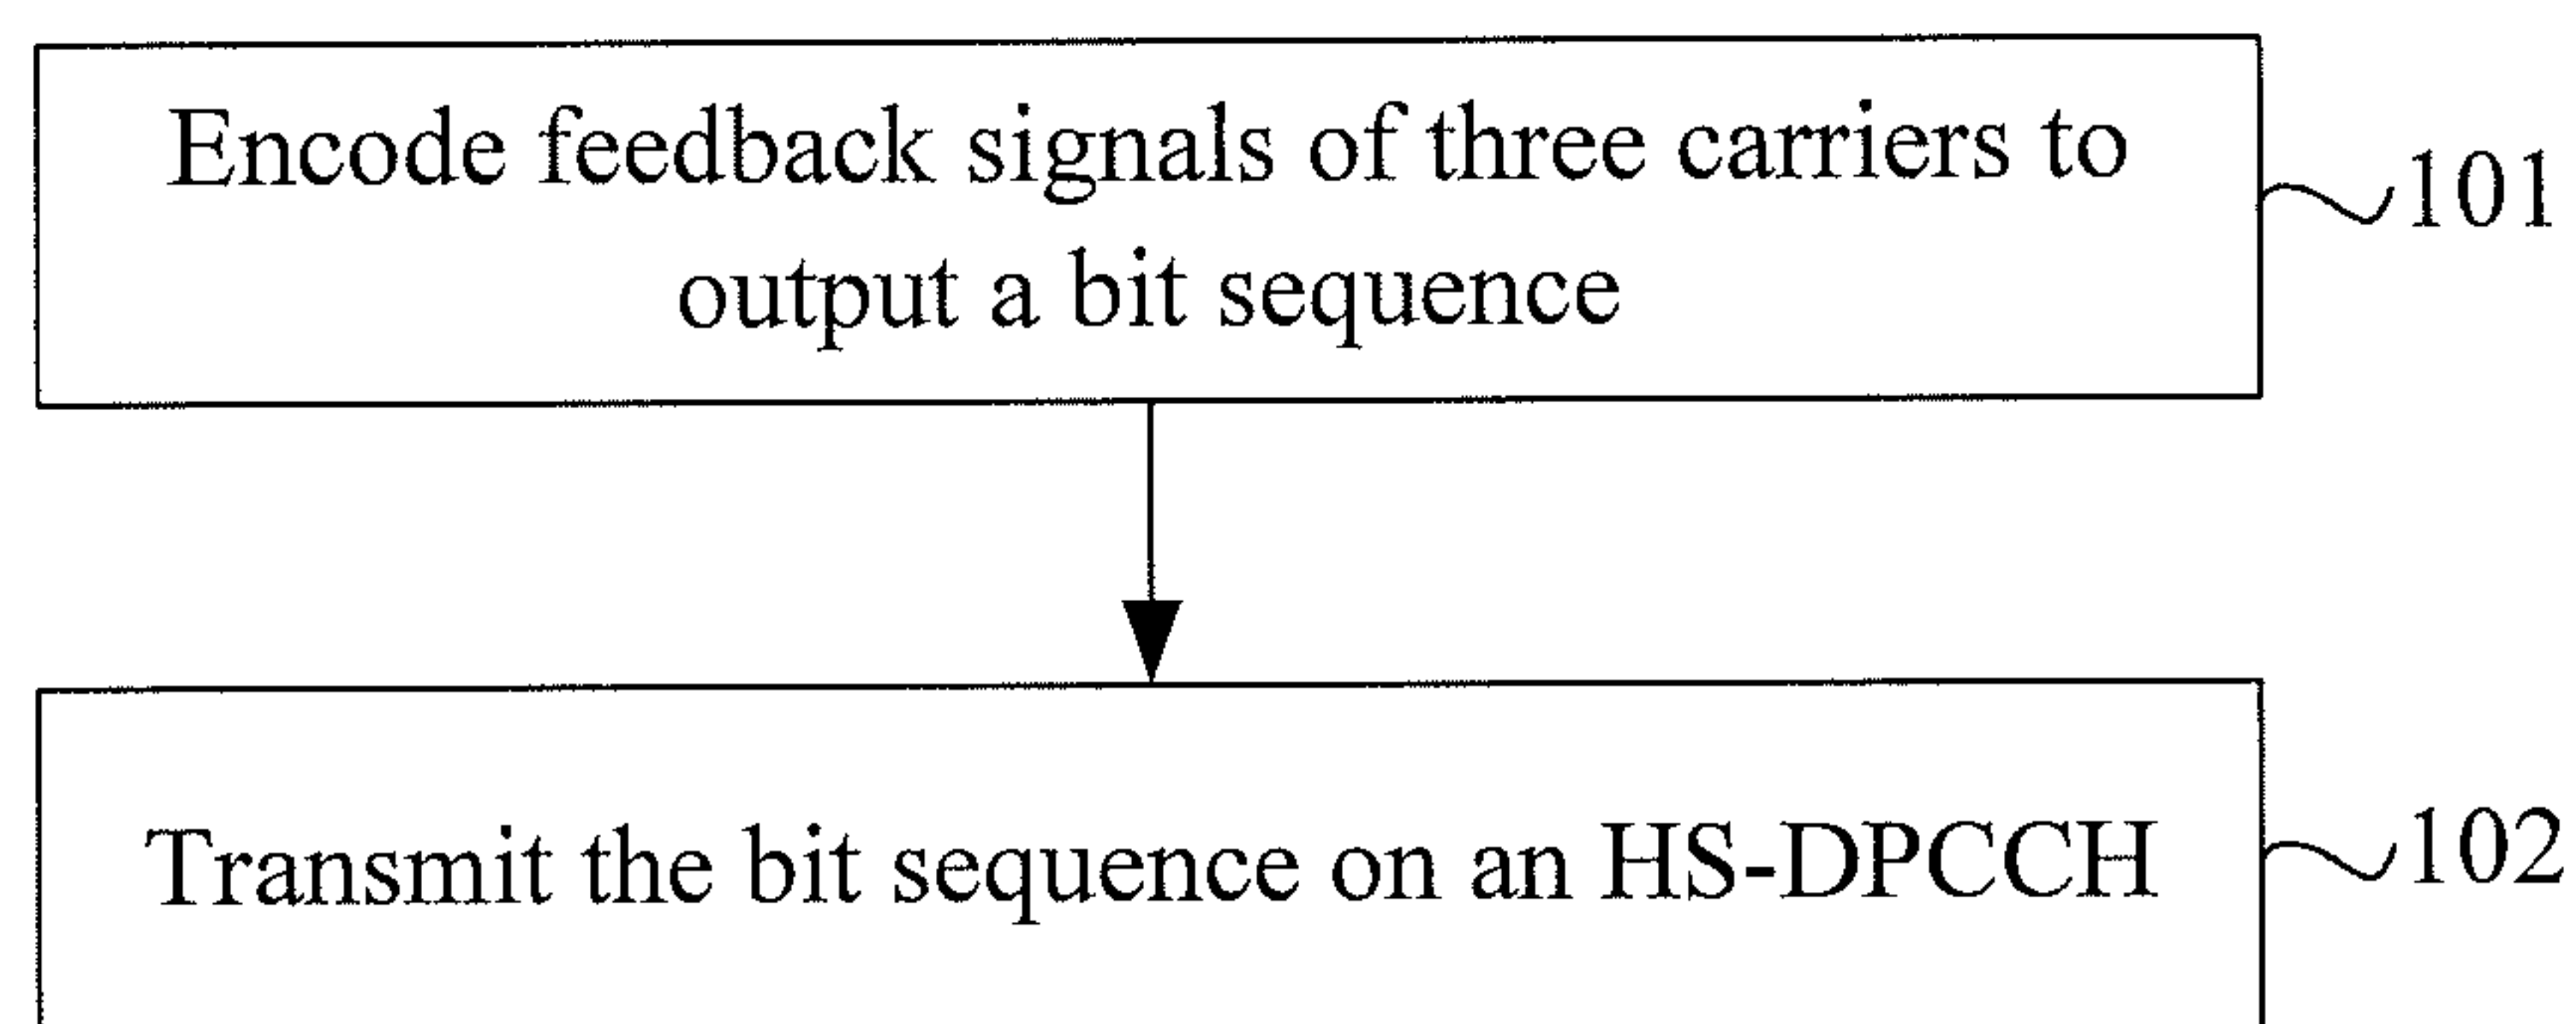 Encode feedback signals of three carriers to
output a bit sequence
101
Transmit the bit sequence on an HS-DPCCH
102